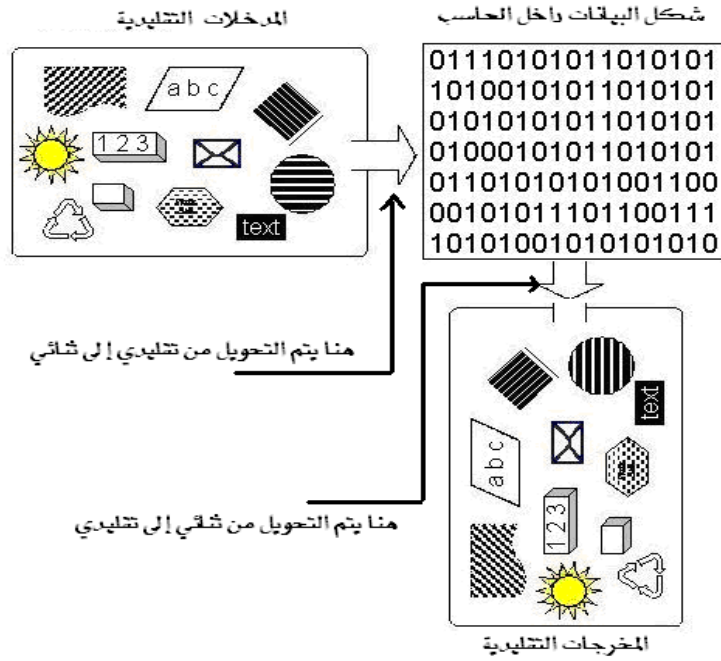 المدخلات التقليدية
شكل البيانات داخل الحاسب
abc
123
text
01110101011010101
10100101011010101
01010101011010101
01000101011010101
01101010101001100
00101011101100111
10101001010101010
هنا يتم التحويل من تقليدي إلى ثنائي
هنا يتم التحويل من ثنائي إلى تقليدي
text
abc
123
المخرجات التقليدية